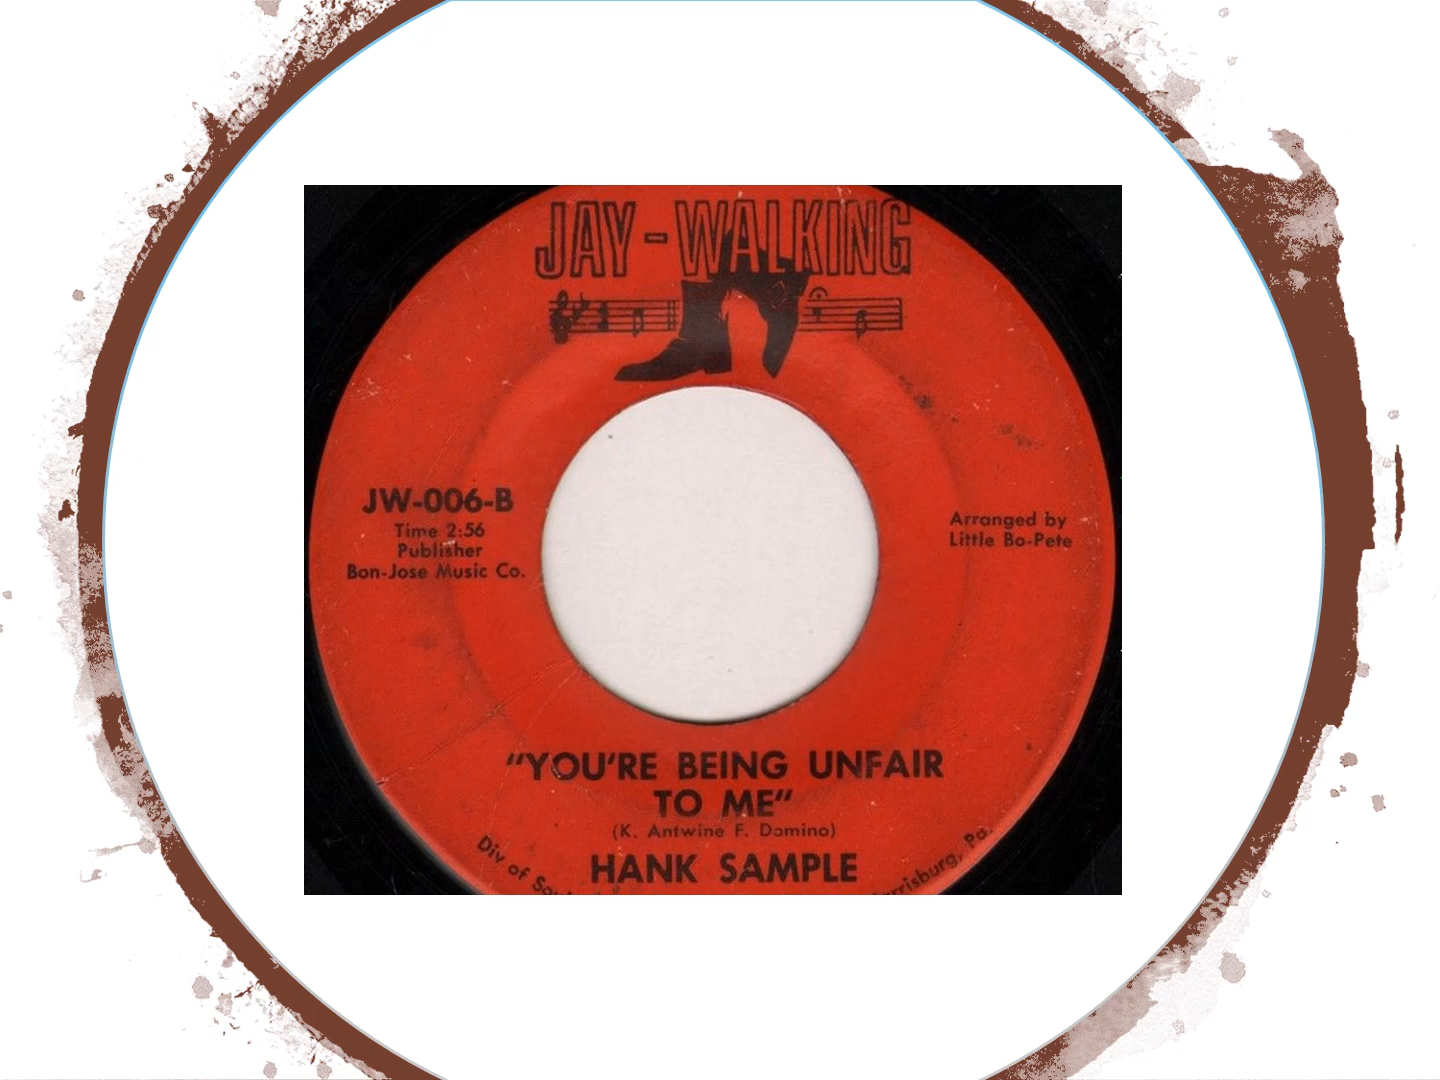 JAY-WALKING
JW-006-B
Time 2:56
Publisher
Bon-Jose Music Co.
Arranged by
Little Bo-Pete
"YOU'RE BEING UNFAIR
TO ME"
(K. Antwine F. Domino)
HANK SAMPLE
Div of
Pa.